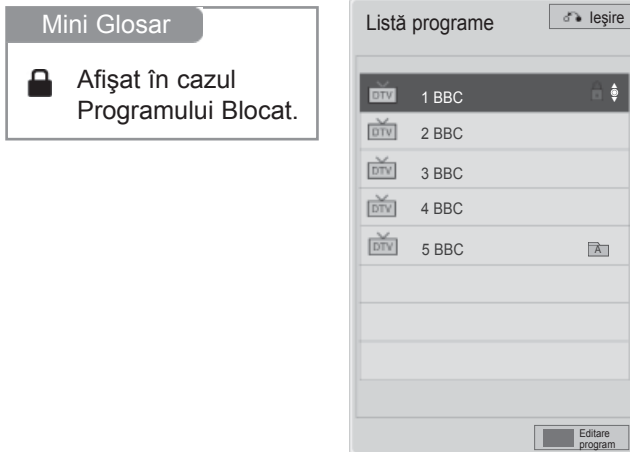 Mini Glosar
Afişat în cazul
Programului Blocat.
Listă programe
Ieşire
DTV 1 BBC
DTV 2 BBC
DTV 3 BBC
DTV 4 BBC
DTV 5 BBC A
Editare
program